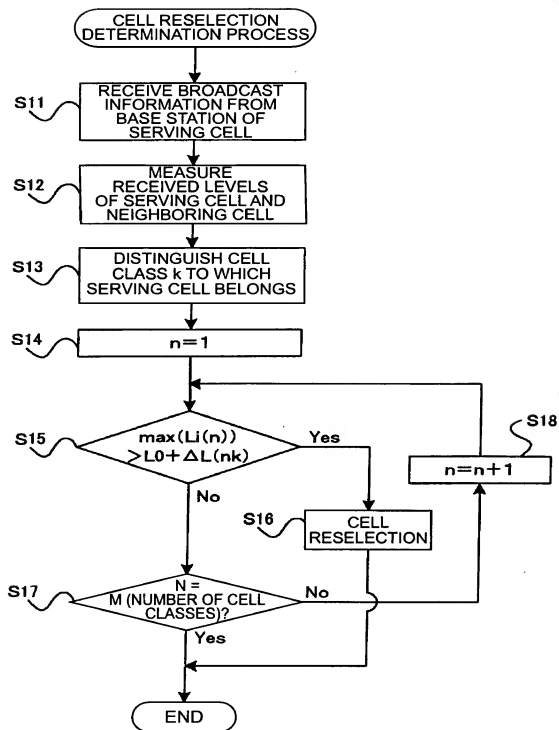 CELL RESELECTION
DETERMINATION PROCESS
S11
RECEIVE BROADCAST
INFORMATION FROM
BASE STATION OF
SERVING CELL
S12
MEASURE
RECEIVED LEVELS
OF SERVING CELL AND
NEIGHBORING CELL
S13
DISTINGUISH CELL
CLASS k TO WHICH
SERVING CELL BELONGS
S14
n=1
S15
max(Li(n))
>L0+ΔL(nk)
Yes
No
S18
n=n+1
S16
CELL
RESELECTION
S17
N =
M (NUMBER OF CELL
CLASSES)?
No
Yes
END